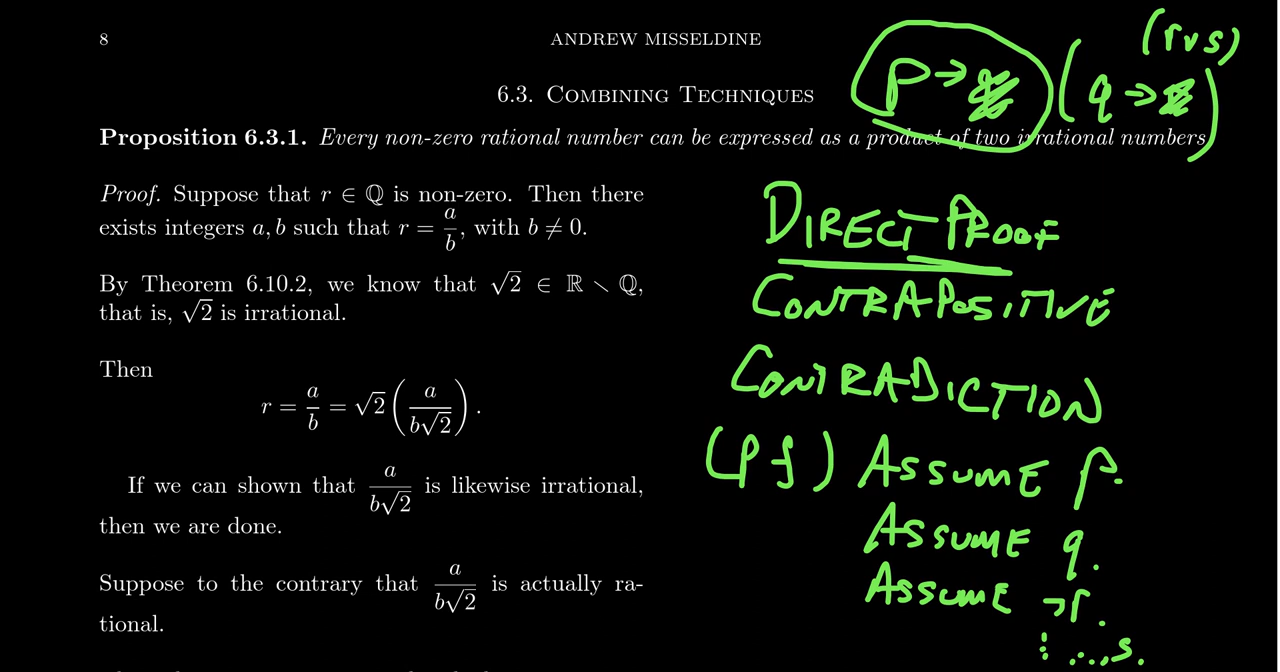 8
ANDREW MISSELDINE
(r∨s)
P→
(q→
)
6.3. COMBINING TECHNIQUES
Proposition 6.3.1. Every non-zero rational number can be expressed as a product of two irrational numbers
Proof. Suppose that r ∈ ℚ is non-zero. Then there
exists integers a, b such that r = a/b, with b ≠ 0.
By Theorem 6.10.2, we know that √2 ∈ ℝ ∖ ℚ,
that is, √2 is irrational.
Then
r = a/b = √2 (a/(b√2)).
If we can shown that a/(b√2) is likewise irrational,
then we are done.
Suppose to the contrary that a/(b√2) is actually ra-
tional.
DIRECT PROOF
CONTRAPOSITIVE
CONTRADICTION
(Pf) ASSUME P.
ASSUME q.
ASSUME ¬r.
⋮ ∴, s.